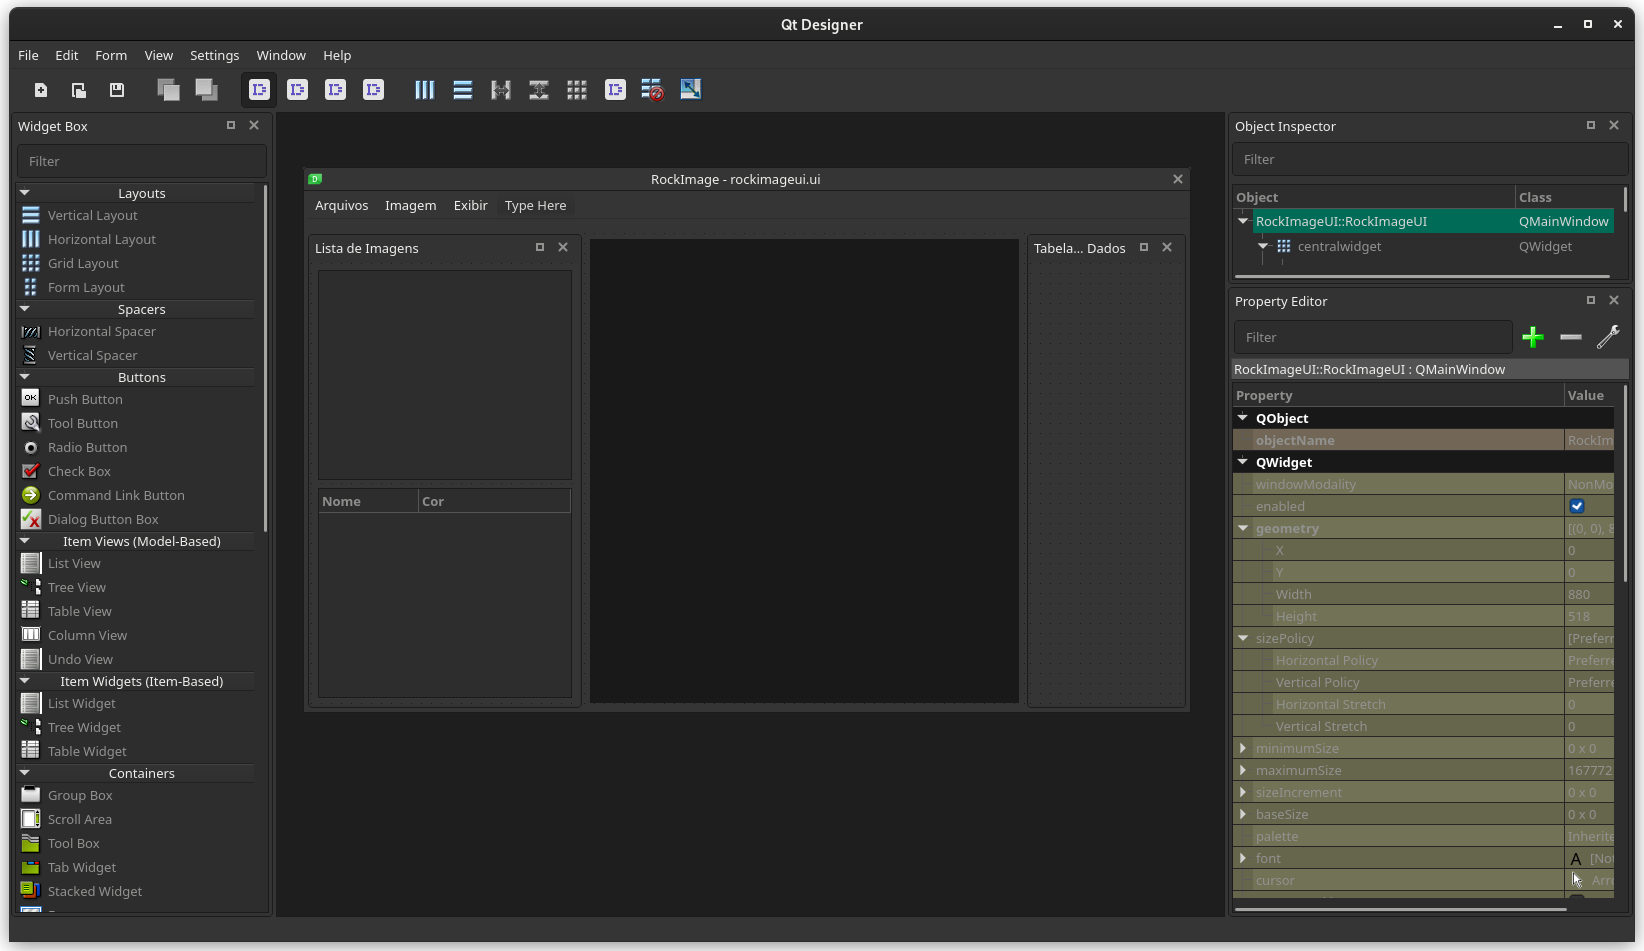 Qt Designer
File Edit Form View Settings Window Help
Widget Box
Filter
Layouts
Vertical Layout
Horizontal Layout
Grid Layout
Form Layout
Spacers
Horizontal Spacer
Vertical Spacer
Buttons
OK Push Button
Tool Button
Radio Button
Check Box
Command Link Button
Dialog Button Box
Item Views (Model-Based)
List View
Tree View
Table View
Column View
Undo View
Item Widgets (Item-Based)
List Widget
Tree Widget
Table Widget
Containers
Group Box
Scroll Area
Tool Box
Tab Widget
Stacked Widget
RockImage - rockimageui.ui
Arquivos Imagem Exibir Type Here
Lista de Imagens
Nome Cor
Tabela... Dados
Object Inspector
Filter
Object Class
RockImageUI::RockImageUI QMainWindow
centralwidget QWidget
Property Editor
Filter
RockImageUI::RockImageUI : QMainWindow
Property Value
QObject
objectName RockIm
QWidget
windowModality NonMo
enabled
geometry [(0, 0), 8
X 0
Y 0
Width 880
Height 518
sizePolicy [Preferr
Horizontal Policy Preferre
Vertical Policy Preferre
Horizontal Stretch 0
Vertical Stretch 0
minimumSize 0 x 0
maximumSize 167772
sizeIncrement 0 x 0
baseSize 0 x 0
palette Inherite
font A [Not
cursor Arro